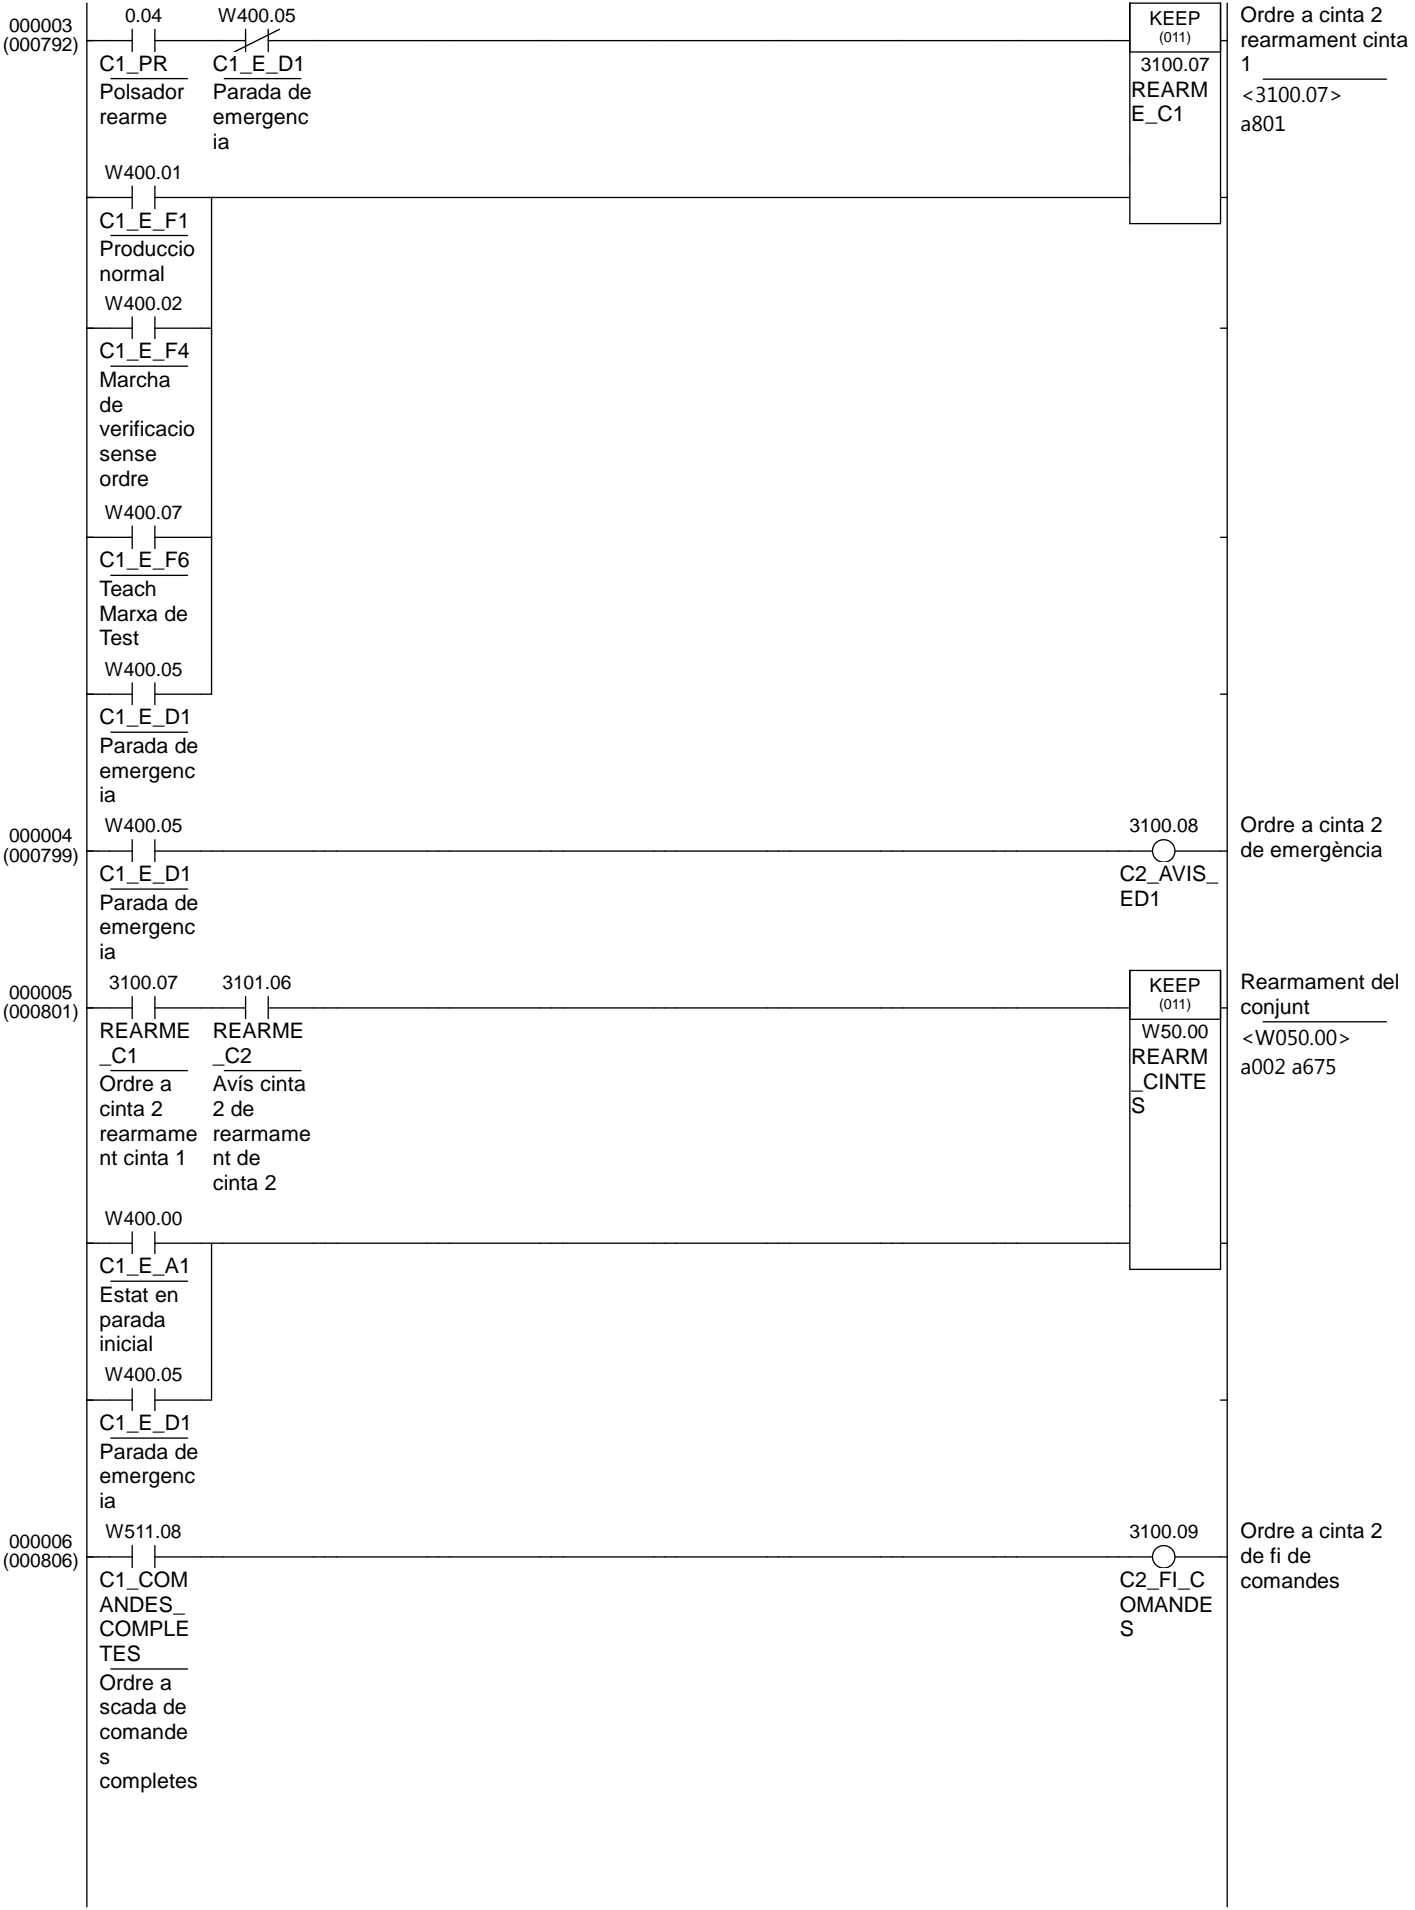 000003
(000792)
0.04
W400.05
C1_PR
Polsador
rearme
C1_E_D1
Parada de
emergenc
ia
KEEP
(011)
3100.07
REARM
E_C1
Ordre a cinta 2
rearmament cinta
1
<3100.07>
a801
W400.01
C1_E_F1
Produccio
normal
W400.02
C1_E_F4
Marcha
de
verificacio
sense
ordre
W400.07
C1_E_F6
Teach
Marxa de
Test
W400.05
C1_E_D1
Parada de
emergenc
ia
000004
(000799)
W400.05
C1_E_D1
Parada de
emergenc
ia
3100.08
C2_AVIS_
ED1
Ordre a cinta 2
de emergència
000005
(000801)
3100.07
3101.06
REARME
_C1
Ordre a
cinta 2
rearmame
nt cinta 1
REARME
_C2
Avís cinta
2 de
rearmame
nt de
cinta 2
KEEP
(011)
W50.00
REARM
_CINTE
S
Rearmament del
conjunt
<W050.00>
a002 a675
W400.00
C1_E_A1
Estat en
parada
inicial
W400.05
C1_E_D1
Parada de
emergenc
ia
000006
(000806)
W511.08
C1_COM
ANDES_
COMPLE
TES
Ordre a
scada de
comande
s
completes
3100.09
C2_FI_C
OMANDE
S
Ordre a cinta 2
de fi de
comandes